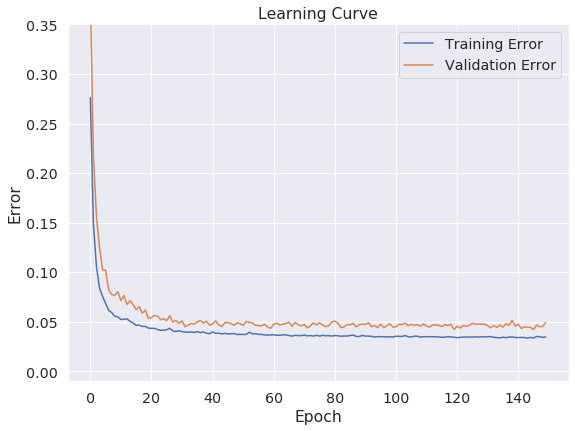 Learning Curve
Training Error
Validation Error
0.35
0.30
0.25
0.20
0.15
0.10
0.05
0.00
Error
0 20 40 60 80 100 120 140
Epoch